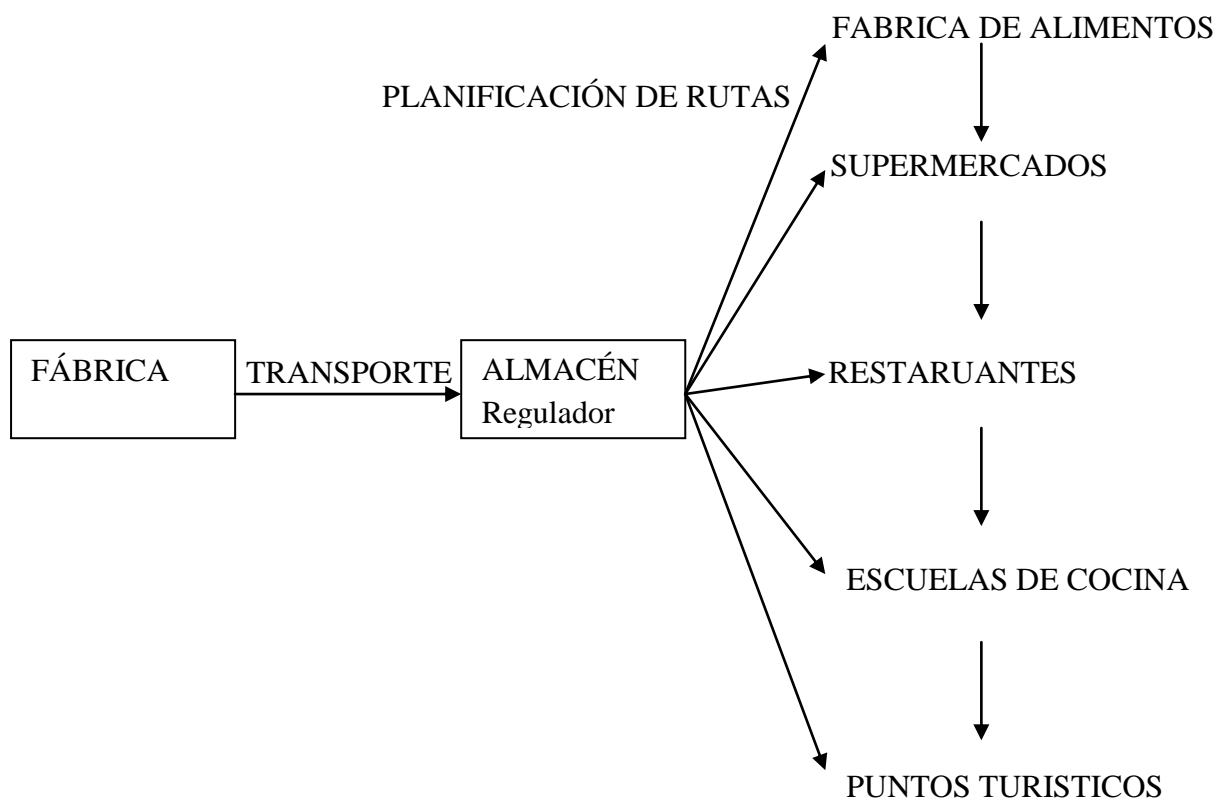 FABRICA DE ALIMENTOS
PLANIFICACIÓN DE RUTAS
SUPERMERCADOS
FÁBRICA
TRANSPORTE
ALMACÉN
Regulador
RESTARUANTES
ESCUELAS DE COCINA
PUNTOS TURISTICOS